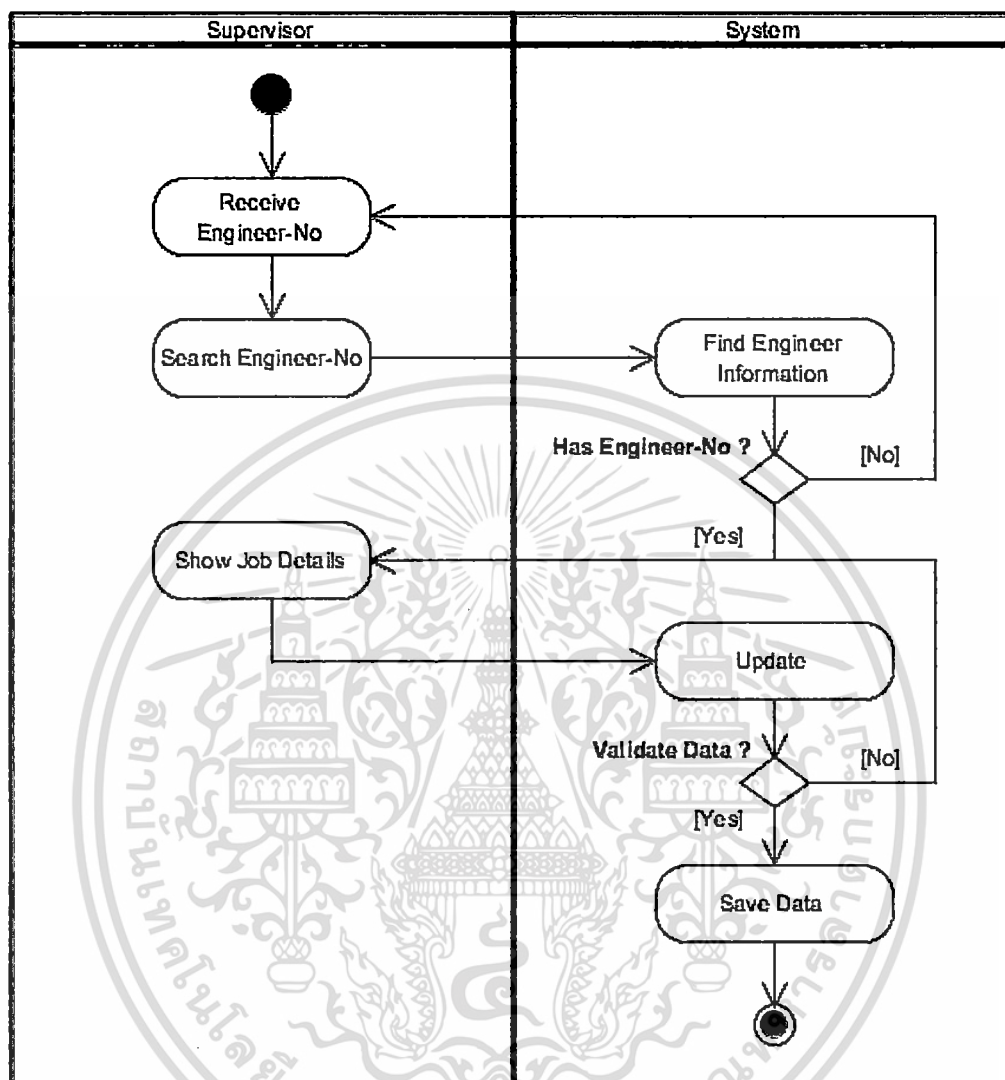 Supervisor
System
Receive
Engineer-No
Search Engineer-No
Find Engineer
Information
Has Engineer-No ?
[No]
[Yes]
Show Job Details
Update
Validate Data ?
[No]
[Yes]
Save Data